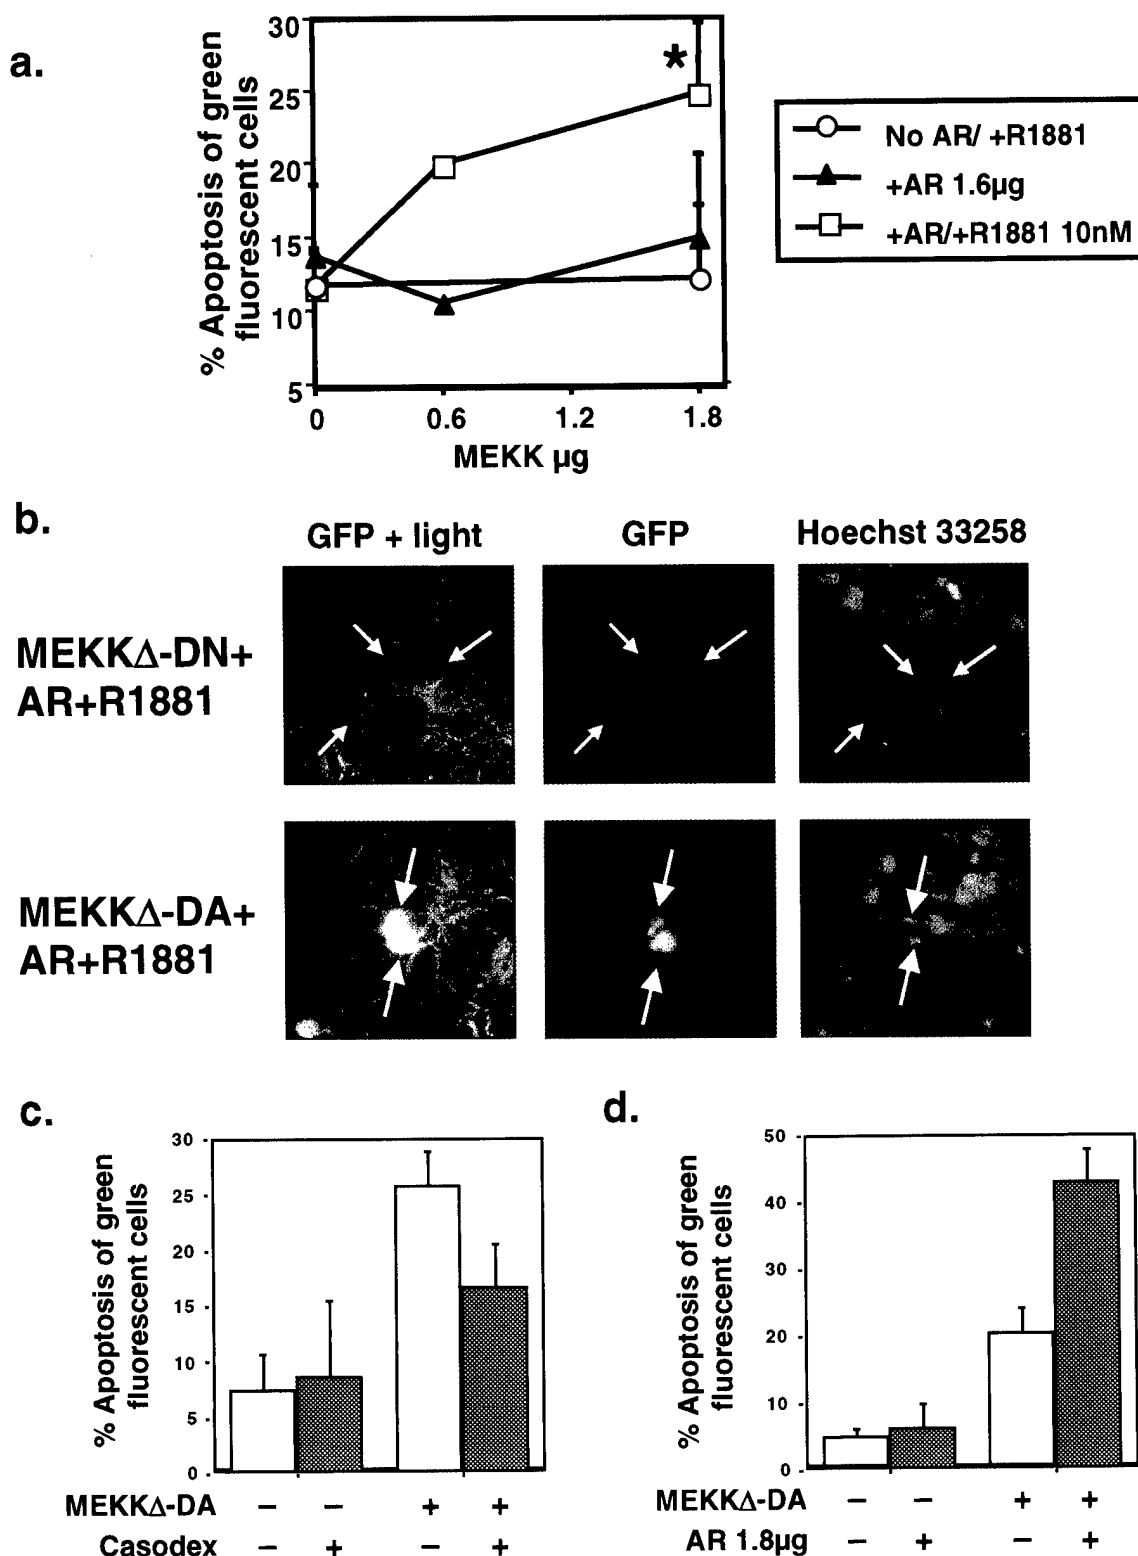 a.
% Apoptosis of green
fluorescent cells
30
25
20
15
10
5
*
0 0.6 1.2 1.8
MEKK µg
No AR/ +R1881
+AR 1.6µg
+AR/+R1881 10nM
b.
GFP + light GFP Hoechst 33258
MEKKΔ-DN+
AR+R1881
MEKKΔ-DA+
AR+R1881
c.
% Apoptosis of green
fluorescent cells
30
25
20
15
10
5
0
MEKKΔ-DA – – + +
Casodex – + – +
d.
% Apoptosis of green
fluorescent cells
50
40
30
20
10
0
MEKKΔ-DA – – + +
AR 1.8µg – + – +